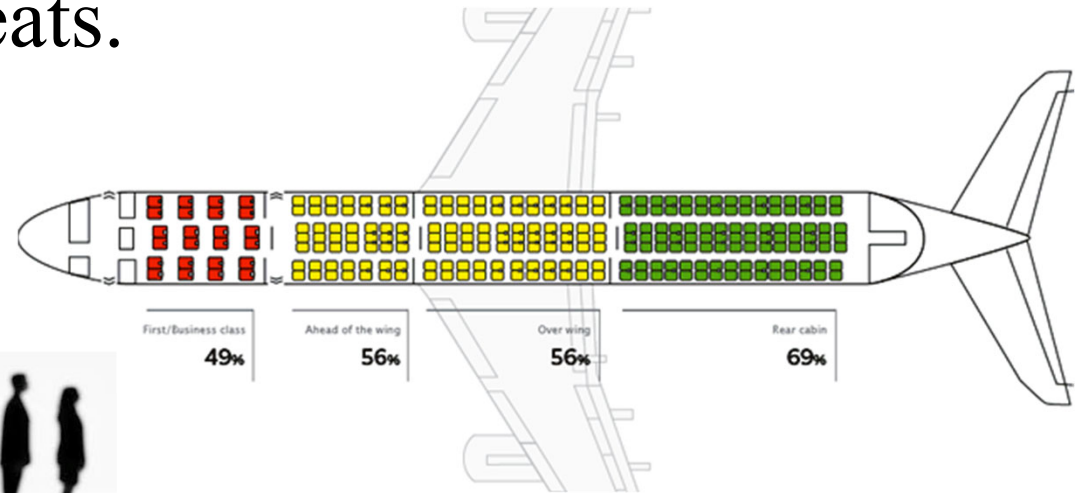 eats.
First/Business class
49%
Ahead of the wing
56%
Over wing
56%
Rear cabin
69%